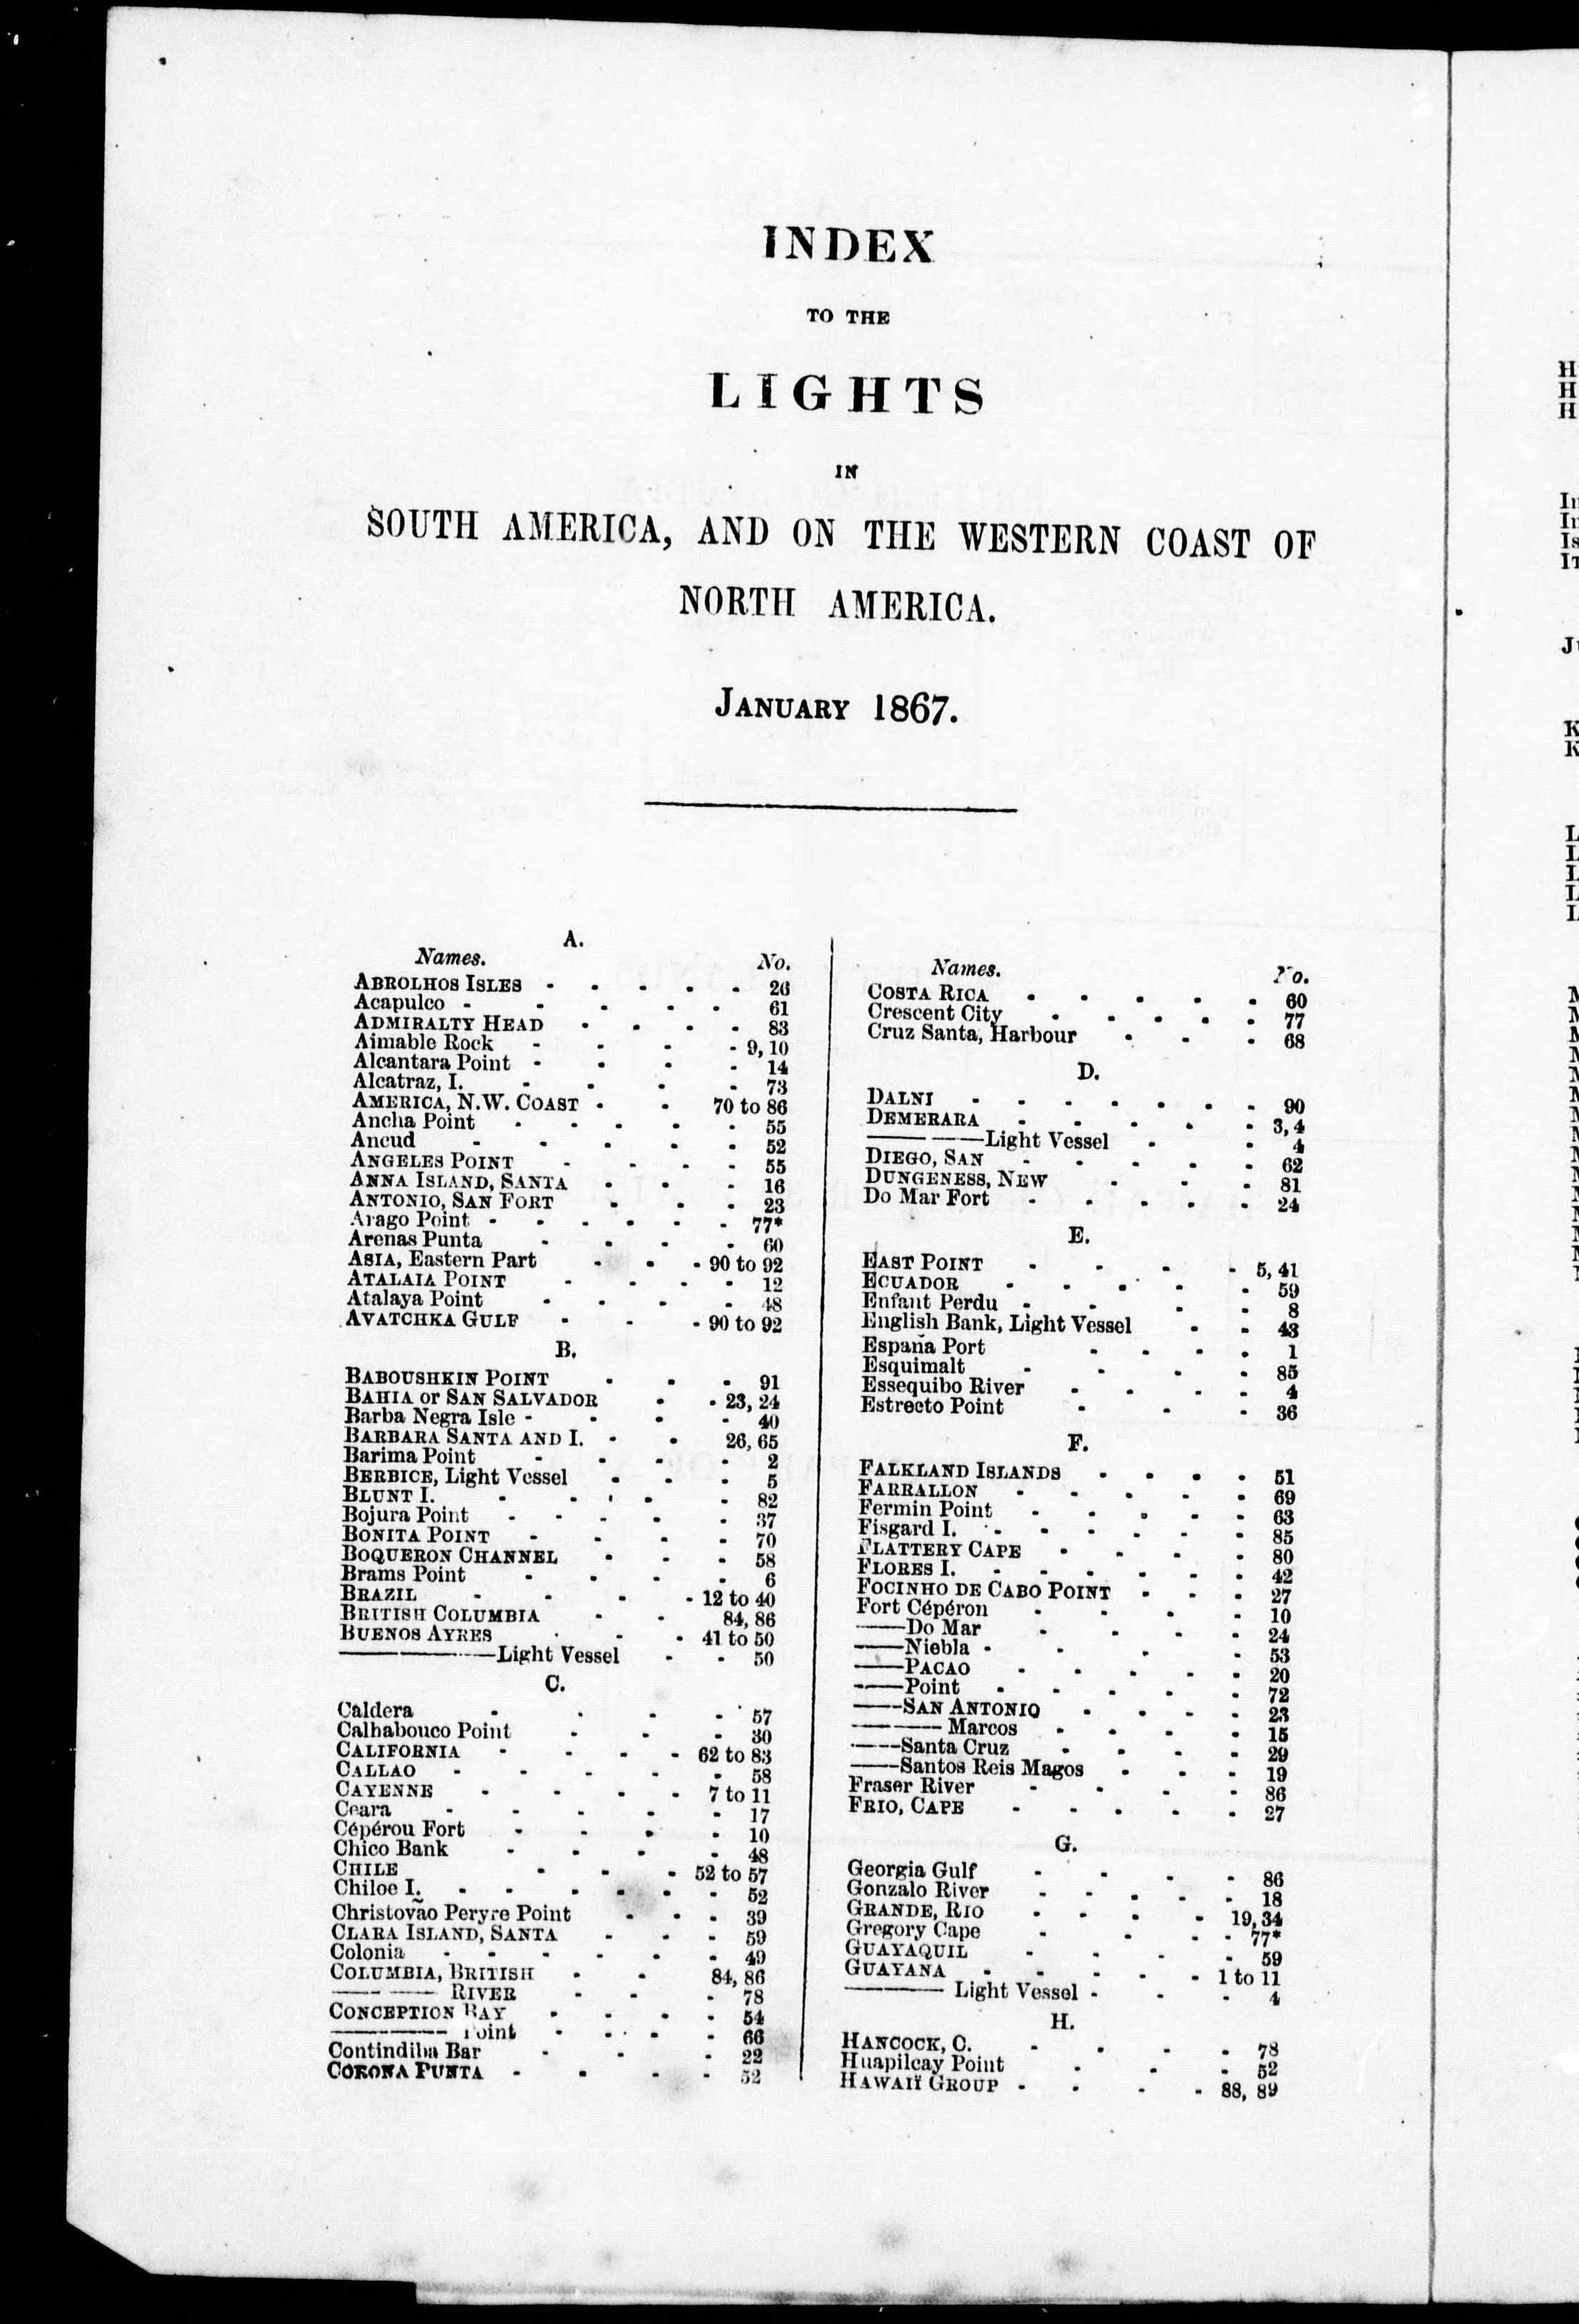 INDEX
TO THE
LIGHTS
IN
SOUTH AMERICA, AND ON THE WESTERN COAST OF
NORTH AMERICA.
JANUARY 1867.
A.
Names. No.
ABROLHOS ISLES - - - - - 26
Acapulco - - - - - 61
ADMIRALTY HEAD - - - - 83
Aimable Rock - - - - 9, 10
Alcantara Point - - - - 14
Alcatraz, I. - - - - 73
AMERICA, N.W. COAST - - 70 to 86
Ancha Point - - - - - 55
Ancud - - - - - 52
ANGELES POINT - - - - 55
ANNA ISLAND, SANTA - - - 16
ANTONIO, SAN FORT - - - 23
Arago Point - - - - - - 77*
Arenas Punta - - - - 60
ASIA, Eastern Part - - - 90 to 92
ATALAIA POINT - - - - 12
Atalaya Point - - - - 48
AVATCHKA GULF - - - 90 to 92
B.
BABOUSHKIN POINT - - - 91
BAHIA or SAN SALVADOR - - 23, 24
Barba Negra Isle - - - - 40
BARBARA SANTA AND I. - - 26, 65
Barima Point - - - - 2
BERBICE, Light Vessel - - - 5
BLUNT I. - - - - - 82
Bojura Point - - - - - 37
BONITA POINT - - - - 70
BOQUERON CHANNEL - - - 58
Brams Point - - - - 6
BRAZIL - - - - 12 to 40
BRITISH COLUMBIA - - 84, 86
BUENOS AYRES - - - 41 to 50
———Light Vessel - - 50
C.
Caldera - - - - 57
Calhabouco Point - - - 30
CALIFORNIA - - - - 62 to 83
CALLAO - - - - - 58
CAYENNE - - - - 7 to 11
Ceara - - - - - 17
Cépérou Fort - - - - 10
Chico Bank - - - - 48
CHILE - - - - 52 to 57
Chiloe I. - - - - - - 52
Christovão Peryre Point - - - 39
CLARA ISLAND, SANTA - - - 59
Colonia - - - - - - 49
COLUMBIA, BRITISH - - 84, 86
—— —— RIVER - - - 78
CONCEPTION BAY - - - - 54
——— Point - - - - 66
Contindiba Bar - - - 22
CORONA PUNTA - - - - 52
Names. No.
COSTA RICA - - - - - 60
Crescent City - - - - - 77
Cruz Santa, Harbour - - - 68
D.
DALNI - - - - - - - 90
DEMERARA - - - - - 3, 4
—— ——Light Vessel - - 4
DIEGO, SAN - - - - - 62
DUNGENESS, NEW - - - 81
Do Mar Fort - - - - - 24
E.
EAST POINT - - - - 5, 41
ECUADOR - - - - - 59
Enfant Perdu - - - - 8
English Bank, Light Vessel - - 43
España Port - - - - 1
Esquimalt - - - - 85
Essequibo River - - - - 4
Estreeto Point - - - 36
F.
FALKLAND ISLANDS - - - - 51
FARRALLON - - - - - 69
Fermin Point - - - - - 63
Fisgard I. - - - - - - 85
FLATTERY CAPE - - - - 80
FLORES I. - - - - - - 42
FOCINHO DE CABO POINT - - - 27
Fort Cépéron - - - - 10
——Do Mar - - - - 24
——Niebla - - - - 53
——PACAO - - - - - 20
——Point - - - - - 72
——SAN ANTONIO - - - - 23
———— Marcos - - - - 15
——Santa Cruz - - - - 29
——Santos Reis Magos - - - 19
Fraser River - - - - 86
FRIO, CAPE - - - - - 27
G.
Georgia Gulf - - - - 86
Gonzalo River - - - - - 18
GRANDE, RIO - - - - 19, 34
Gregory Cape - - - - 77*
GUAYAQUIL - - - - 59
GUAYANA - - - - - 1 to 11
——— Light Vessel - - - 4
H.
HANCOCK, C. - - - - 78
Huapilcay Point - - - 52
HAWAIÏ GROUP - - - - 88, 89